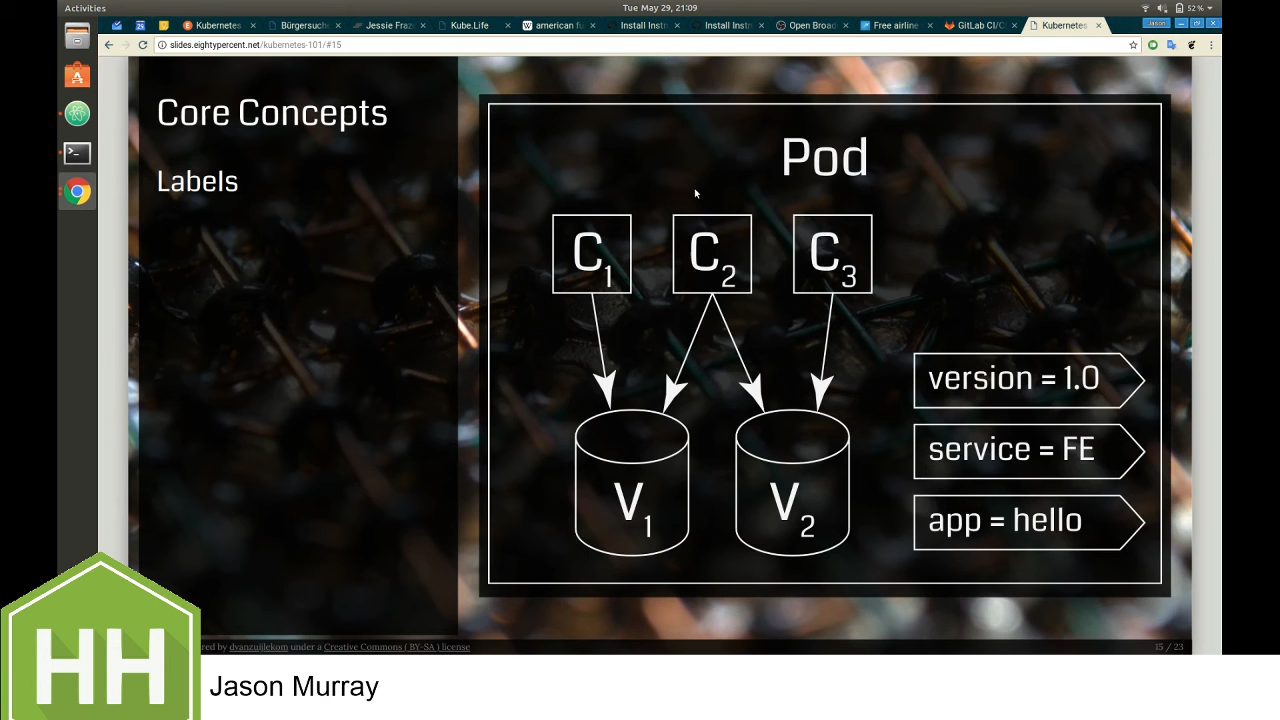 Activities
Tue May 29, 21:09
52 %
Kubernetes
Bürgersuch
Jessie Fraz
Kube.Life
american fu
Install Instr
Install Instr
Open Broad
Free airline
GitLab CI/C
Kubernetes
Jason
slides.eightypercent.net/kubernetes-101/#15
Core Concepts
Labels
Pod
C1
C2
C3
version = 1.0
service = FE
app = hello
V1
V2
red by dvanzuijlekom under a Creative Commons ( BY-SA ) license
15 / 23
HH
Jason Murray